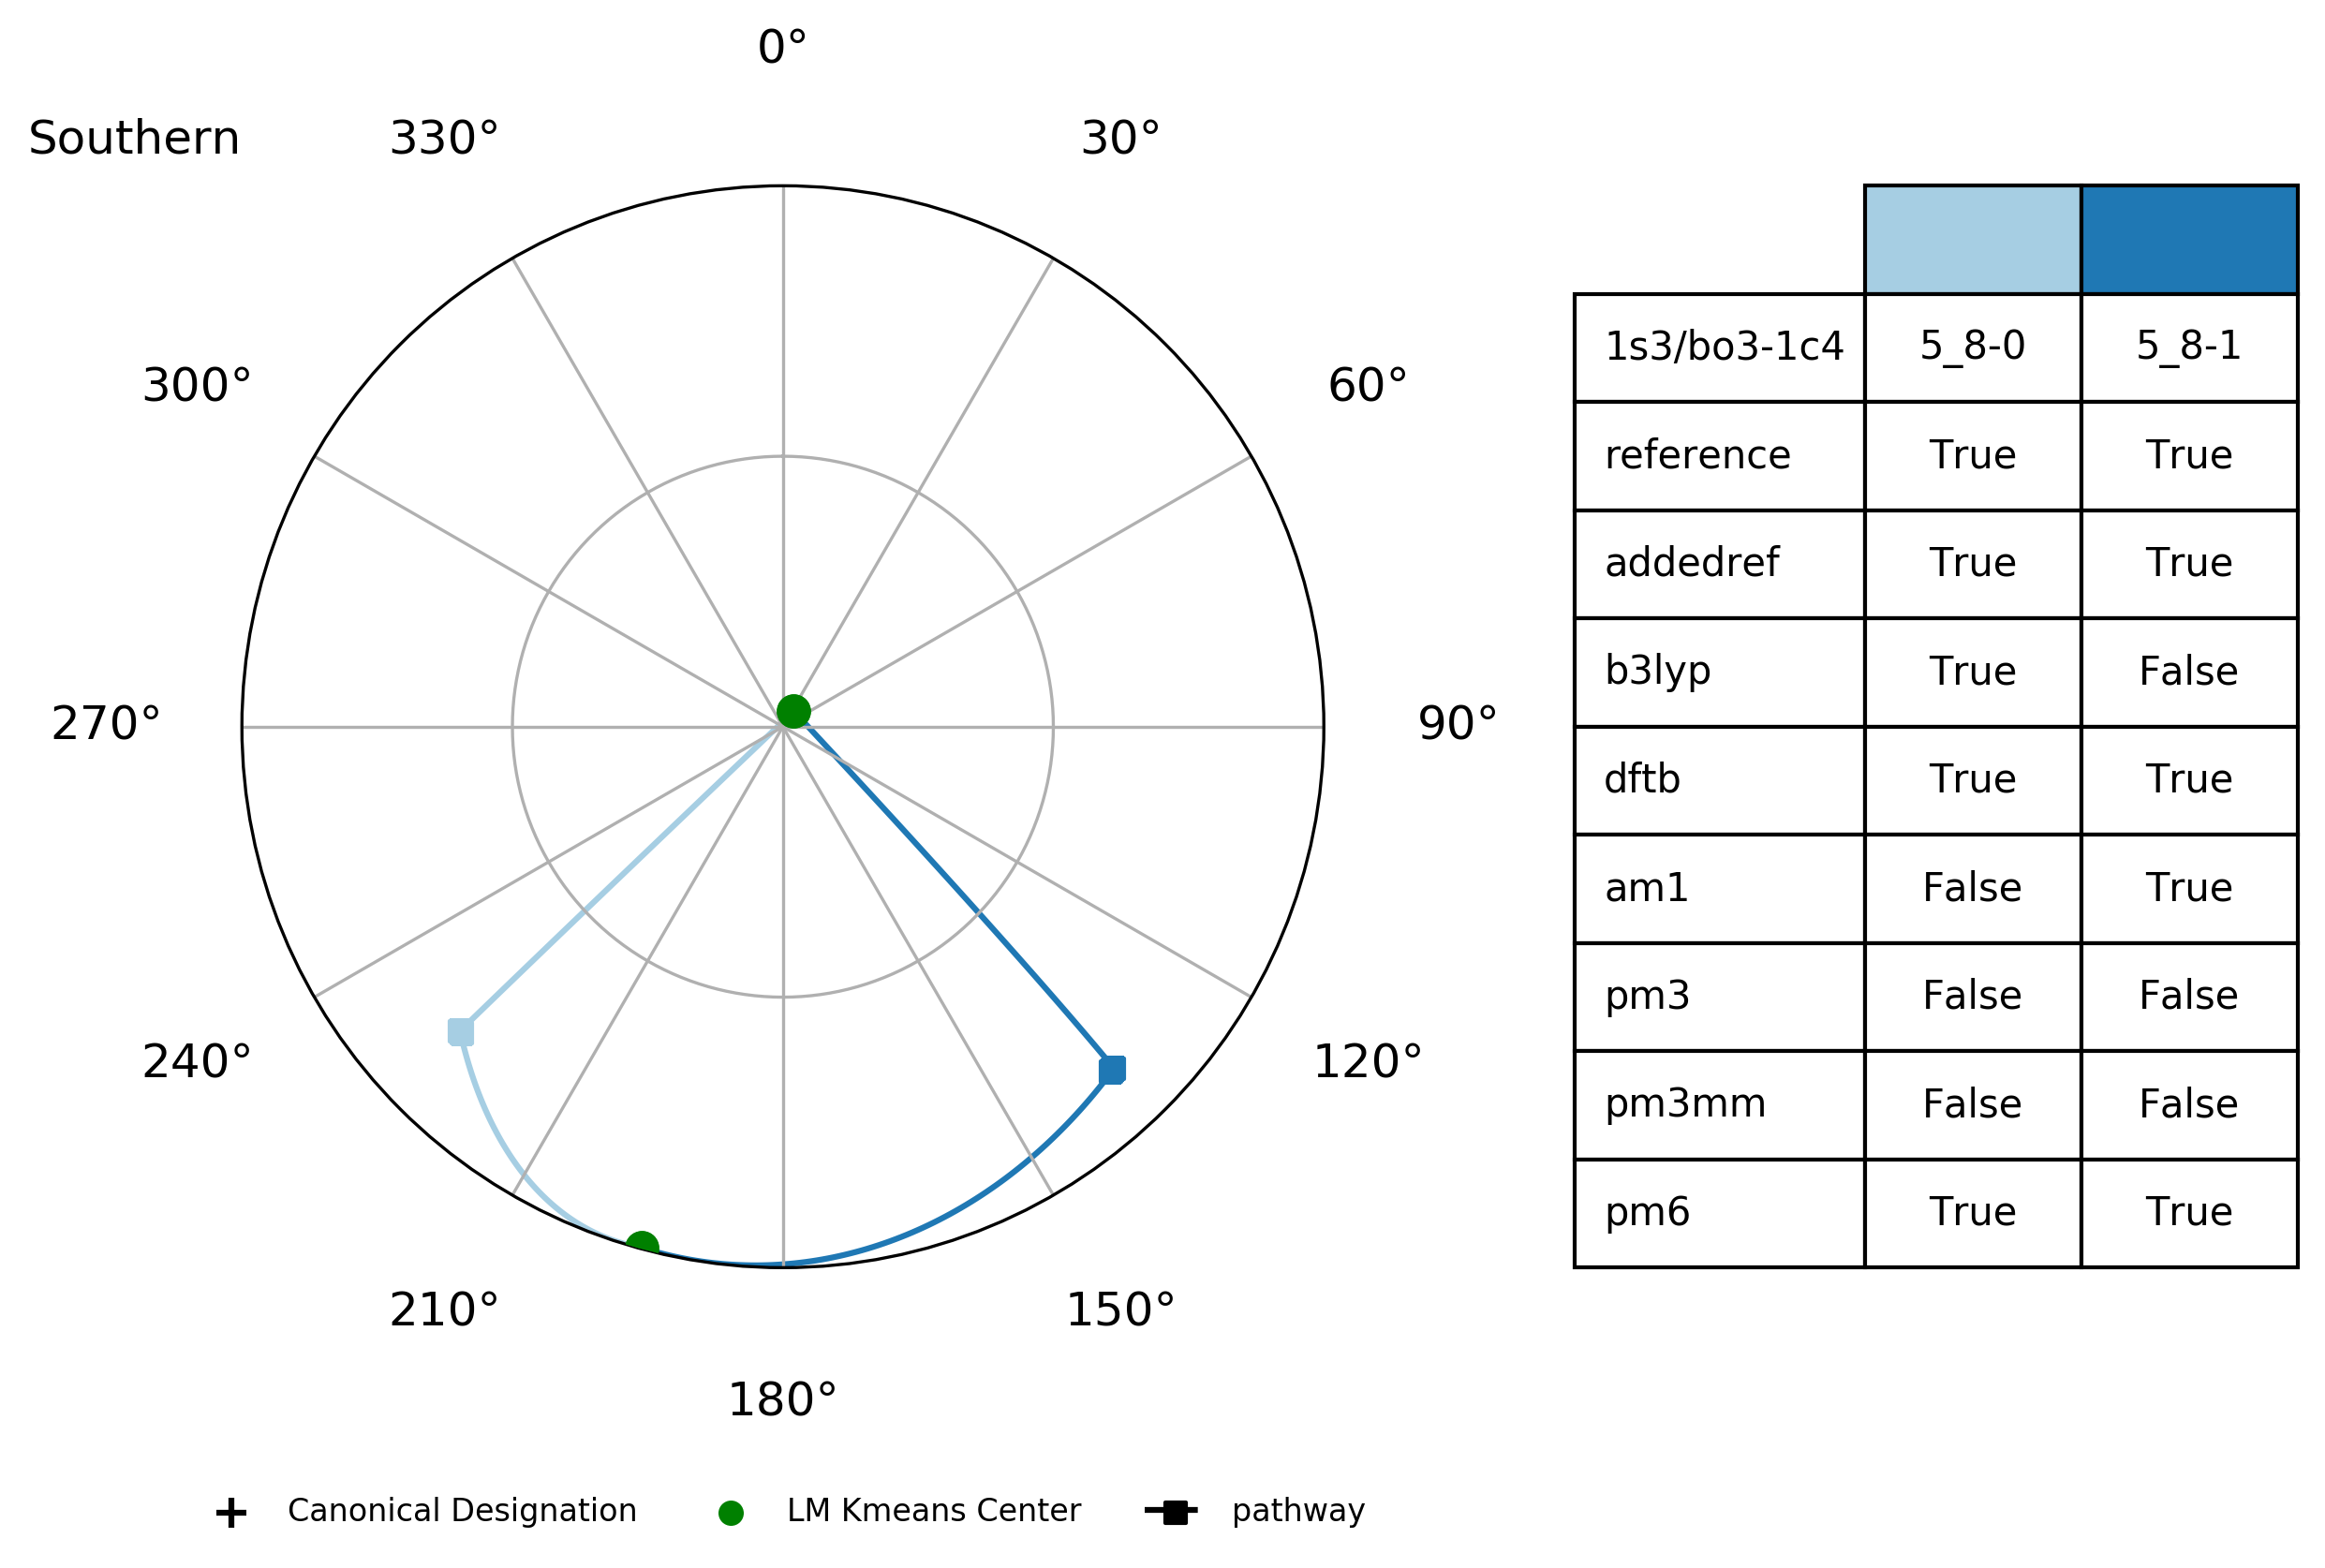 0°
Southern 330° 30°
300° 60°
270° 90°
240° 120°
210° 150°
180°
1s3/bo3-1c4 5_8-0 5_8-1
reference True True
addedref True True
b3lyp True False
dftb True True
am1 False True
pm3 False False
pm3mm False False
pm6 True True
Canonical Designation LM Kmeans Center pathway